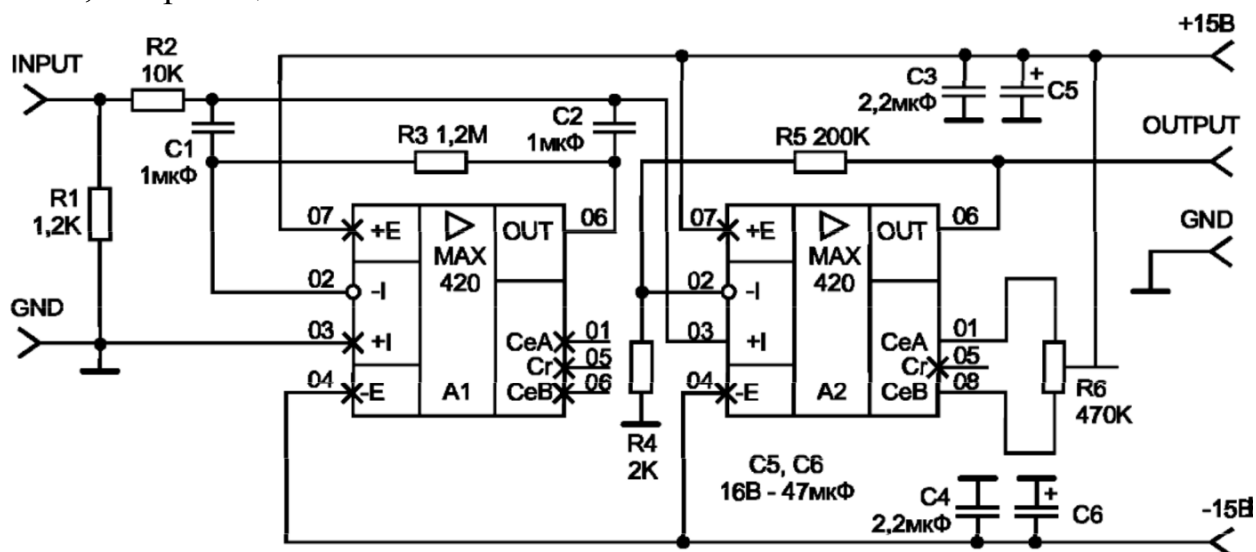 +15В
INPUT
R2
10K
C3
2,2мкФ
+
C5
C2
1мкФ
C1
1мкФ
R3 1,2M
R5 200K
OUTPUT
R1
1,2K
07
+E
MAX
420
OUT
06
07
+E
MAX
420
OUT
06
GND
02
-I
02
-I
GND
03
+I
CeA
01
03
+I
CeA
01
Cr
05
Cr
05
04
-E
A1
CeB
06
04
-E
A2
CeB
08
R6
470K
R4
2K
C5, C6
16В - 47мкФ
C4
2,2мкФ
+
C6
-15В